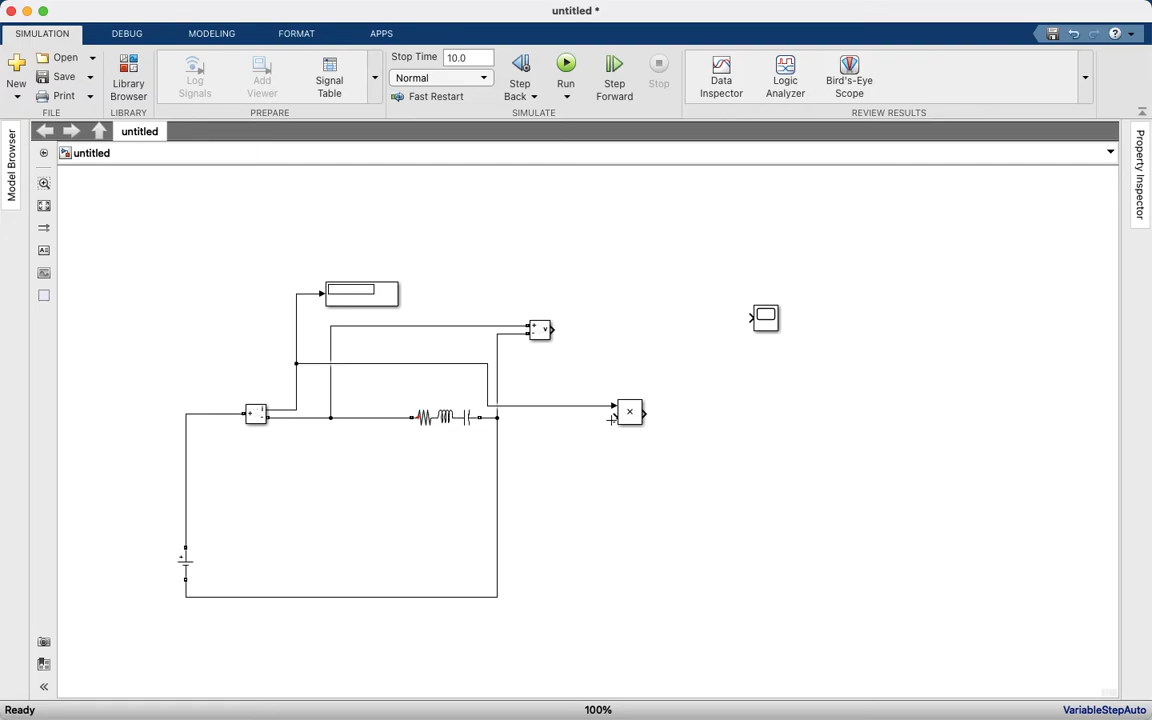 untitled *
SIMULATION DEBUG MODELING FORMAT APPS
New
Open
Save
Print
FILE
Library Browser
LIBRARY
Log Signals
Add Viewer
Signal Table
PREPARE
Stop Time 10.0
Normal
Fast Restart
Step Back
Run
Step Forward
Stop
SIMULATE
Data Inspector
Logic Analyzer
Bird's-Eye Scope
REVIEW RESULTS
untitled
untitled
Model Browser
Property Inspector
+ v
-
+ i
-
×
+
Ready 100% VariableStepAuto